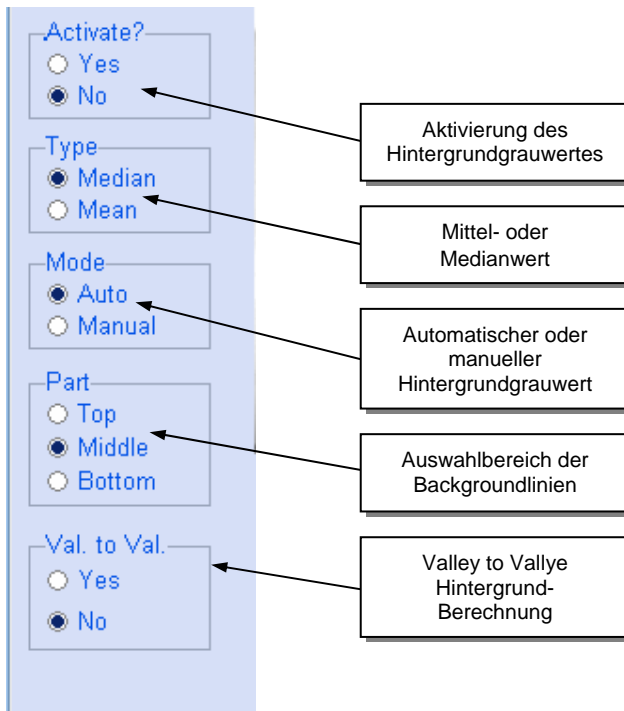 Activate?
Yes
No
Type
Median
Mean
Mode
Auto
Manual
Part
Top
Middle
Bottom
Val. to Val.
Yes
No
Aktivierung des
Hintergrundgrauwertes
Mittel- oder
Medianwert
Automatischer oder
manueller
Hintergrundgrauwert
Auswahlbereich der
Backgroundlinien
Valley to Vallye
Hintergrund-
Berechnung